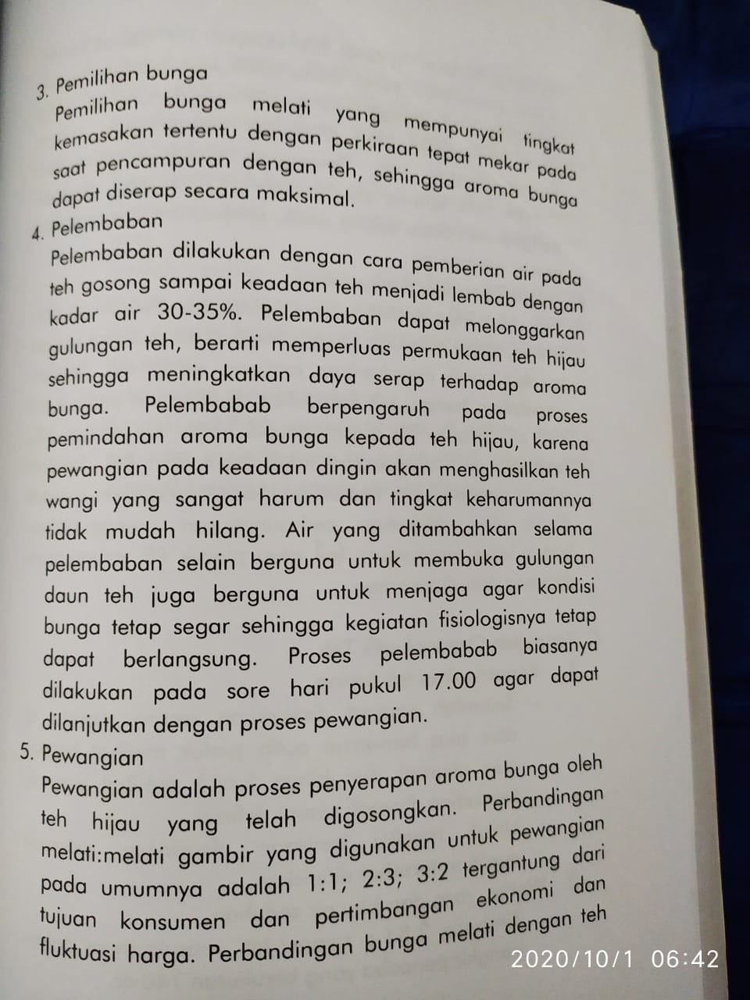 3. Pemilihan bunga
Pemilihan bunga melati yang mempunyai tingkat
kemasakan tertentu dengan perkiraan tepat mekar pada
saat pencampuran dengan teh, sehingga aroma bunga
dapat diserap secara maksimal.
4. Pelembaban
Pelembaban dilakukan dengan cara pemberian air pada
teh gosong sampai keadaan teh menjadi lembab dengan
kadar air 30-35%. Pelembaban dapat melonggarkan
gulungan teh, berarti memperluas permukaan teh hijau
sehingga meningkatkan daya serap terhadap aroma
bunga. Pelembabab berpengaruh pada proses
pemindahan aroma bunga kepada teh hijau, karena
pewangian pada keadaan dingin akan menghasilkan teh
wangi yang sangat harum dan tingkat keharumannya
tidak mudah hilang. Air yang ditambahkan selama
pelembaban selain berguna untuk membuka gulungan
daun teh juga berguna untuk menjaga agar kondisi
bunga tetap segar sehingga kegiatan fisiologisnya tetap
dapat berlangsung. Proses pelembabab biasanya
dilakukan pada sore hari pukul 17.00 agar dapat
dilanjutkan dengan proses pewangian.
5. Pewangian
Pewangian adalah proses penyerapan aroma bunga oleh
teh hijau yang telah digosongkan. Perbandingan
melati:melati gambir yang digunakan untuk pewangian
pada umumnya adalah 1:1; 2:3; 3:2 tergantung dari
tujuan konsumen dan pertimbangan ekonomi dan
fluktuasi harga. Perbandingan bunga melati dengan teh
2020/10/1 06:42